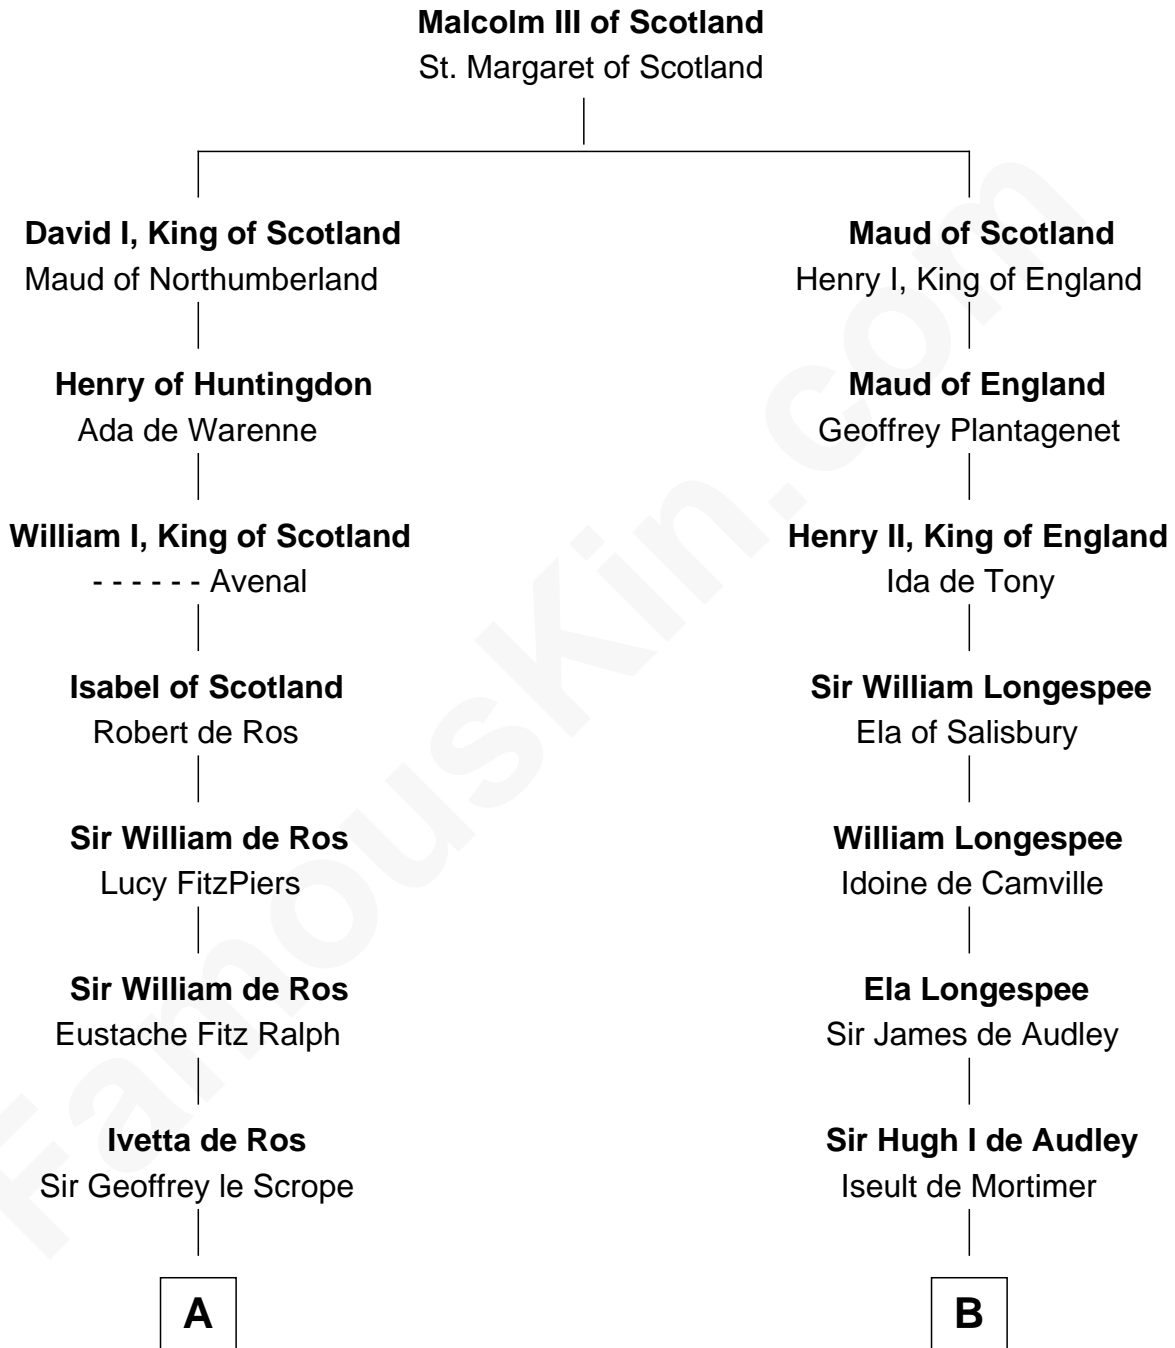 Malcolm III of Scotland
St. Margaret of Scotland
David I, King of Scotland
Maud of Northumberland
Henry of Huntingdon
Ada de Warenne
William I, King of Scotland
- - - - - - Avenal
Isabel of Scotland
Robert de Ros
Sir William de Ros
Lucy FitzPiers
Sir William de Ros
Eustache Fitz Ralph
Ivetta de Ros
Sir Geoffrey le Scrope
A
Maud of Scotland
Henry I, King of England
Maud of England
Geoffrey Plantagenet
Henry II, King of England
Ida de Tony
Sir William Longespee
Ela of Salisbury
William Longespee
Idoine de Camville
Ela Longespee
Sir James de Audley
Sir Hugh I de Audley
Iseult de Mortimer
B
FamousKin.com